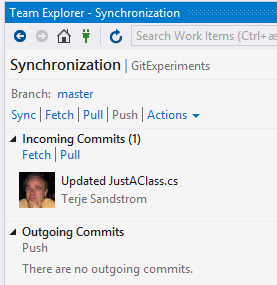 Team Explorer - Synchronization
Search Work Items (Ctrl+æ
Synchronization | GitExperiments
Branch: master
Sync | Fetch | Pull | Push | Actions
Incoming Commits (1)
Fetch | Pull
Updated JustAClass.cs
Terje Sandstrom
Outgoing Commits
Push
There are no outgoing commits.